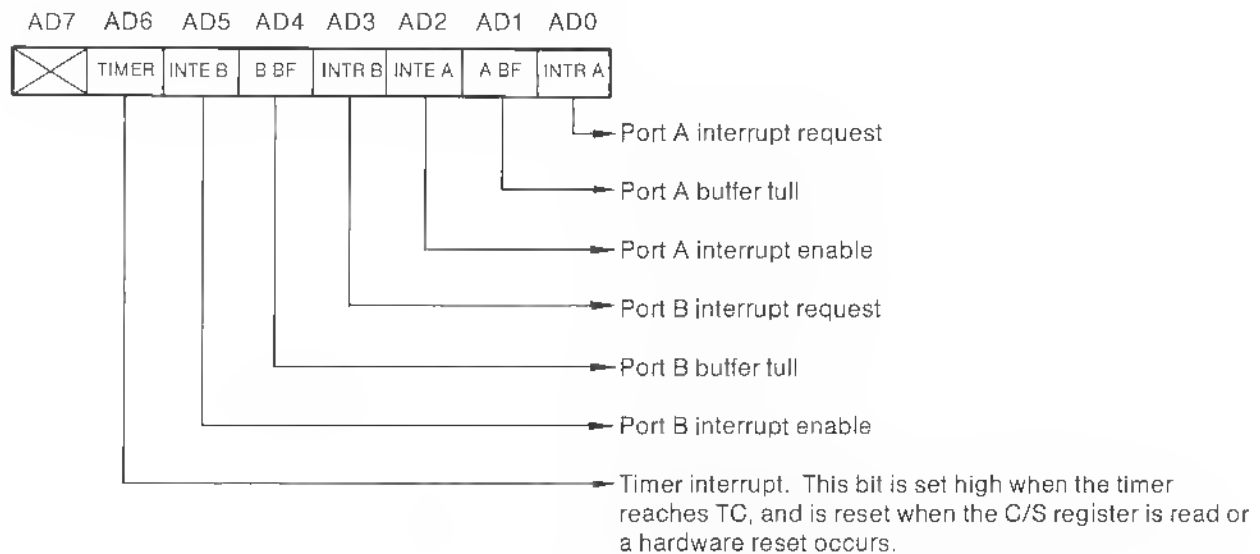 AD7 AD6 AD5 AD4 AD3 AD2 AD1 AD0
TIMER INTE B B BF INTR B INTE A A BF INTR A
Port A interrupt request
Port A buffer full
Port A interrupt enable
Port B interrupt request
Port B buffer full
Port B interrupt enable
Timer interrupt. This bit is set high when the timer
reaches TC, and is reset when the C/S register is read or
a hardware reset occurs.